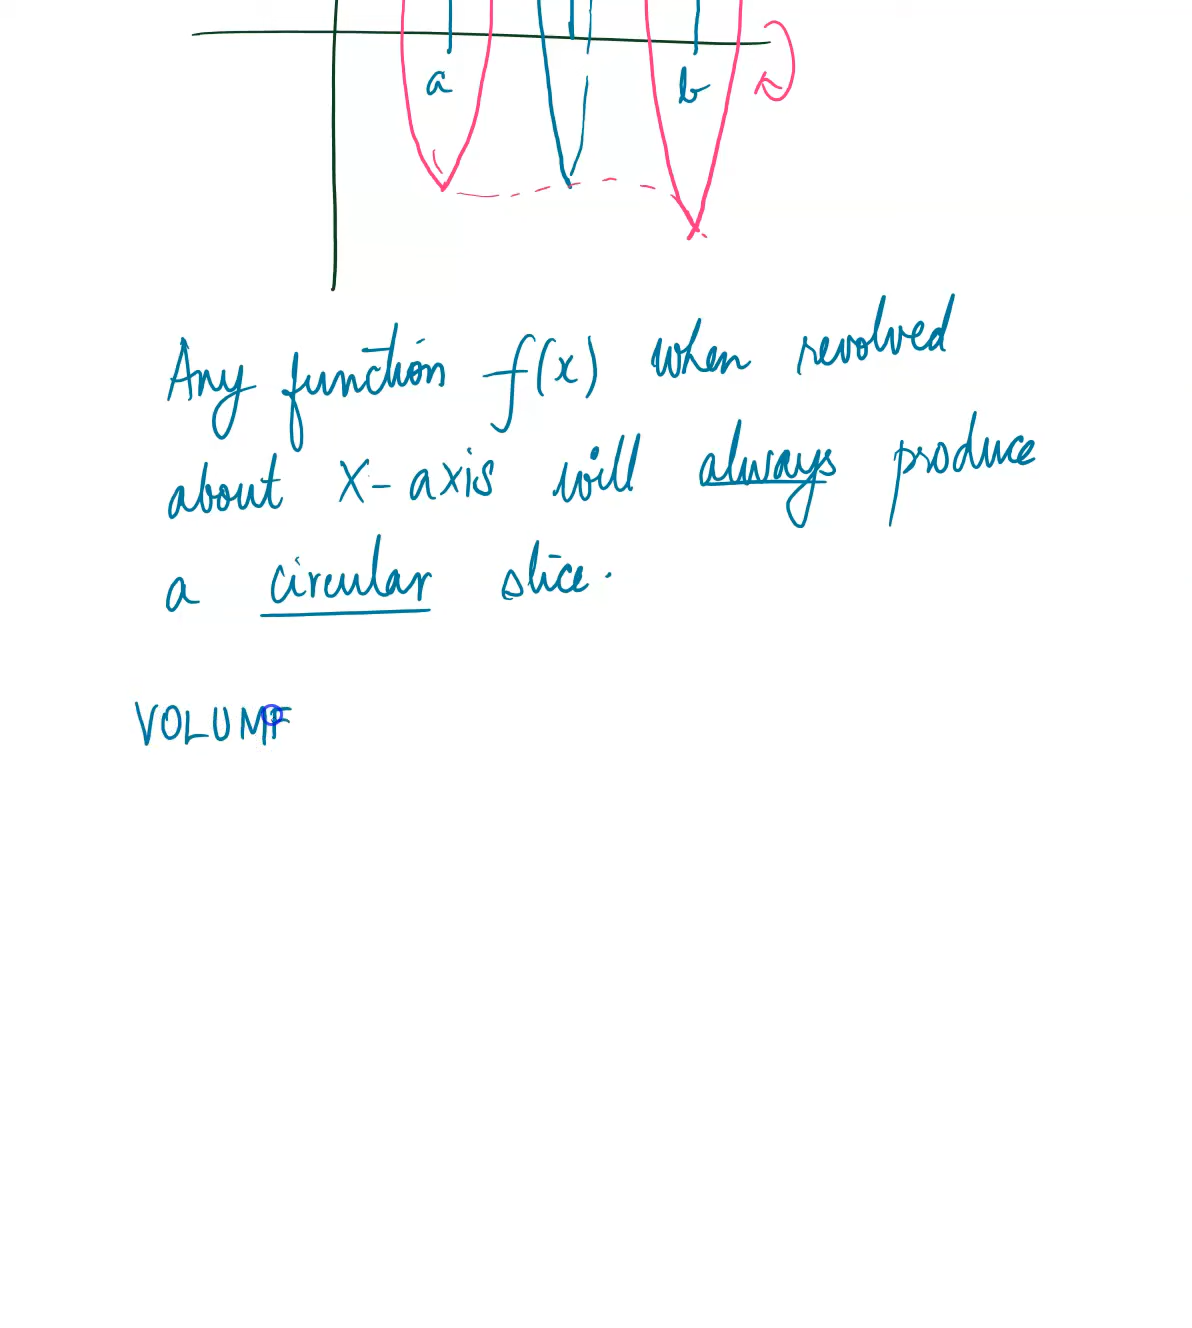 a b
Any function f(x) when revolved
about X-axis will always produce
a circular slice.
VOLUME